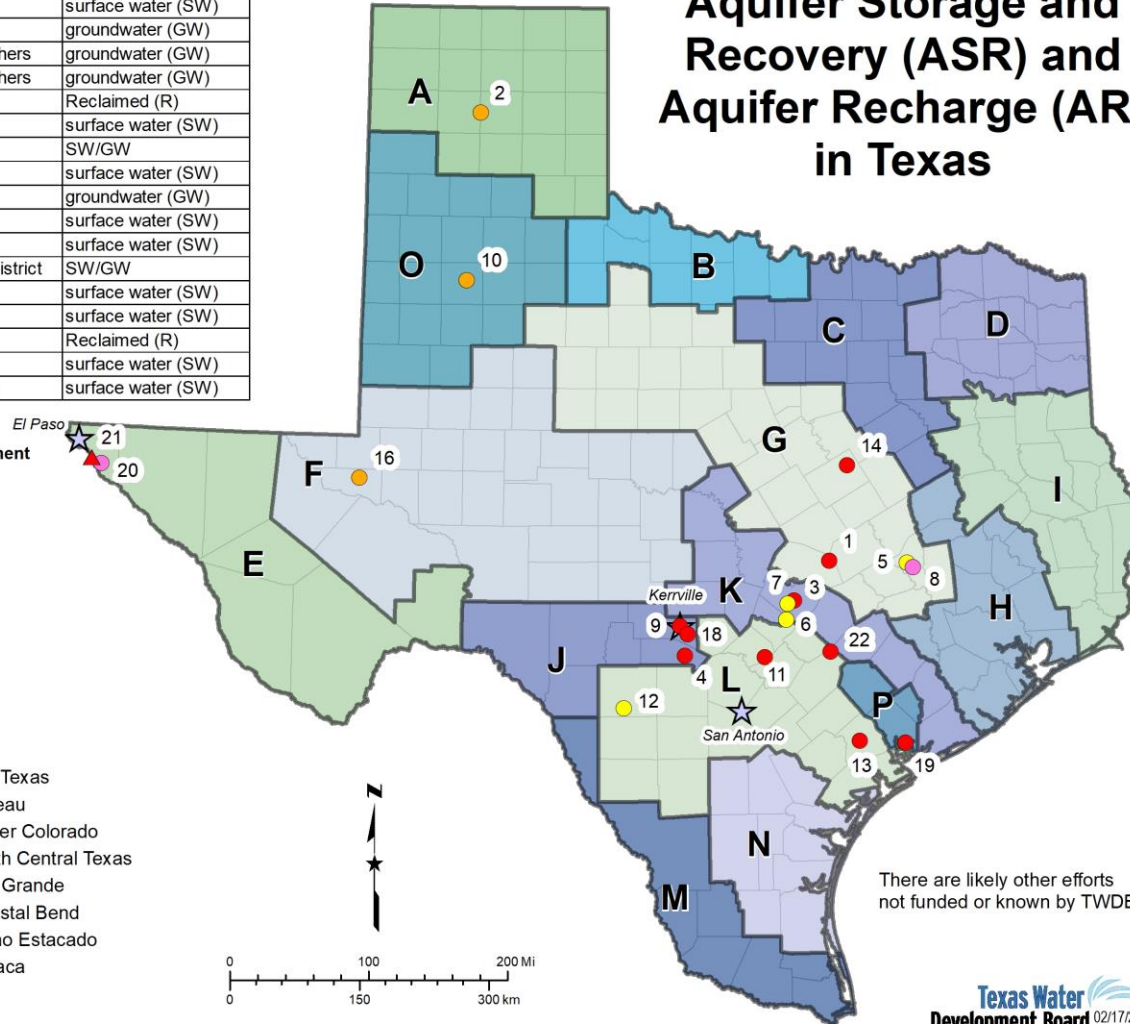 surface water (SW)
groundwater (GW)
hers groundwater (GW)
hers groundwater (GW)
Reclaimed (R)
surface water (SW)
SW/GW
surface water (SW)
groundwater (GW)
surface water (SW)
surface water (SW)
istrict SW/GW
surface water (SW)
surface water (SW)
Reclaimed (R)
surface water (SW)
surface water (SW)
Aquifer Storage and
Recovery (ASR) and
Aquifer Recharge (AR
in Texas
A
2
O
10
B
C
D
El Paso
21
nent
20
F
16
G
14
I
E
1
5
8
7
3
K
Kerrville
H
9
18
6
22
J
4
L
11
P
12
San Antonio
13
19
N
M
Texas
eau
er Colorado
th Central Texas
Grande
stal Bend
no Estacado
aca
N
0 100 200 Mi
0 150 300 km
There are likely other efforts
not funded or known by TWDB
Texas Water
Development Board 02/17/2